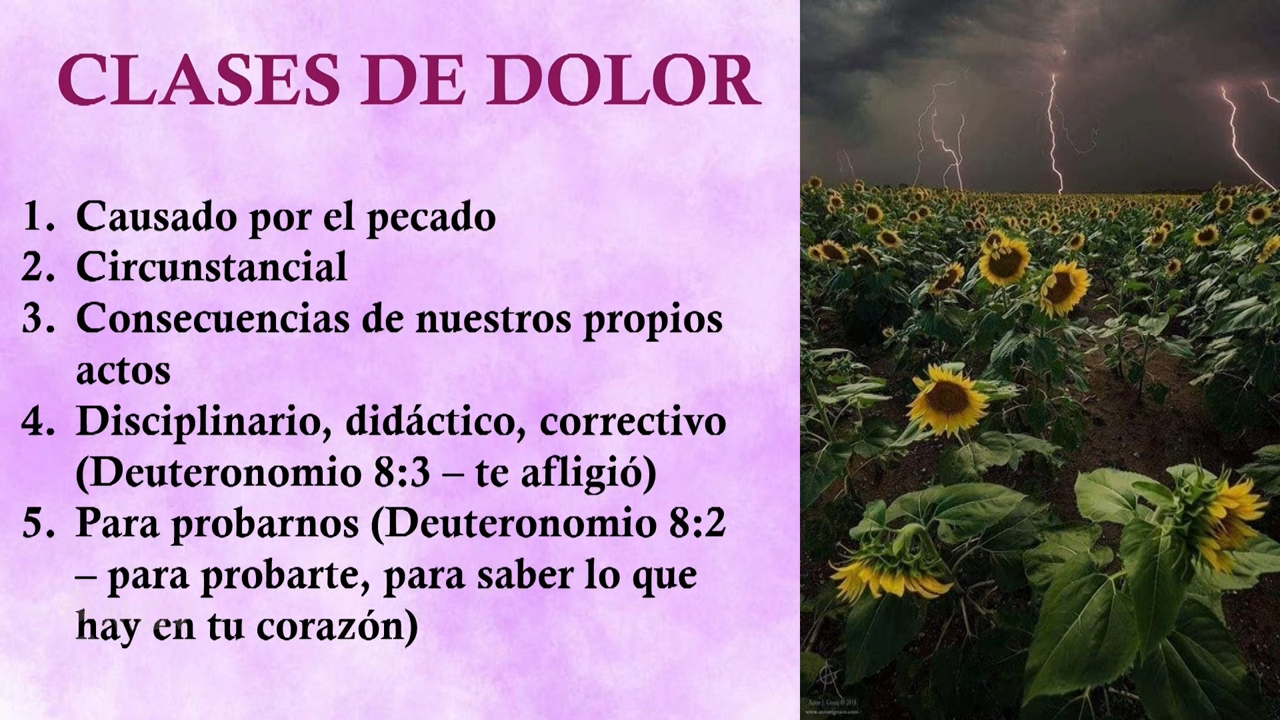 CLASES DE DOLOR
1. Causado por el pecado
2. Circunstancial
3. Consecuencias de nuestros propios
actos
4. Disciplinario, didáctico, correctivo
(Deuteronomio 8:3 – te afligió)
5. Para probarnos (Deuteronomio 8:2
– para probarte, para saber lo que
hay en tu corazón)